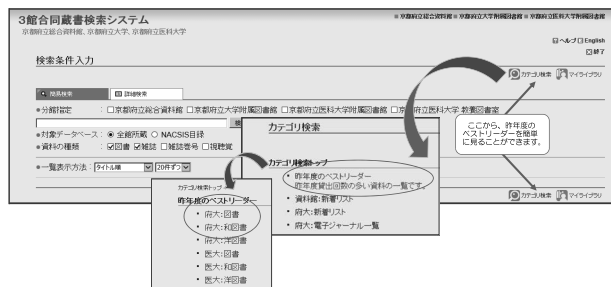 3館合同蔵書検索システム
京都府立総合資料館、京都府立大学、京都府立医科大学
■ 京都府立総合資料館 ■ 京都府立大学附属図書館 ■ 京都府立医科大学附属図書館
ヘルプ English
終了
検索条件入力
カテゴリ検索 マイライブラリ
簡易検索 詳細検索
●分館指定 : □京都府立総合資料館 □京都府立大学附属図書館 □京都府立医科大学附属図書館 □京都府立医科大学 教養図書室
検
●対象データベース: ◉ 全館所蔵 ○ NACSIS目録
●資料の種類 : ☑図書 ☑雑誌 □雑誌巻号 □視聴覚
●一覧表示方法 : タイトル順 20件ずつ
ここから、昨年度の
ベストリーダーを簡単
に見ることができます。
カテゴリ検索
カテゴリ検索トップ
• 昨年度のベストリーダー
昨年度貸出回数の多い資料の一覧です。
• 資料館:新着リスト
• 府大:新着リスト
• 府大:電子ジャーナル一覧
カテゴリ検索トップ
昨年度のベストリーダー
• 府大:図書
• 府大:和図書
• 府大:洋図書
• 医大:図書
• 医大:和図書
• 医大:洋図書
カテゴリ検索 マイライブラリ